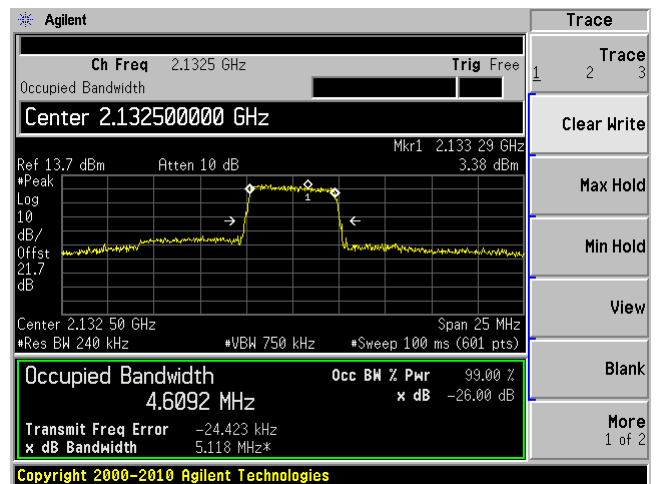 Agilent
Trace
Ch Freq 2.1325 GHz Trig Free
Occupied Bandwidth
Center 2.132500000 GHz
Mkr1 2.133 29 GHz
Ref 13.7 dBm Atten 10 dB 3.38 dBm
#Peak
Log
10
dB/
Offst
21.7
dB
1
Center 2.132 50 GHz Span 25 MHz
#Res BW 240 kHz #VBW 750 kHz #Sweep 100 ms (601 pts)
Occupied Bandwidth Occ BW % Pwr 99.00 %
4.6092 MHz x dB -26.00 dB
Transmit Freq Error -24.423 kHz
x dB Bandwidth 5.118 MHz*
Copyright 2000-2010 Agilent Technologies
Trace
1 2 3
Clear Write
Max Hold
Min Hold
View
Blank
More
1 of 2